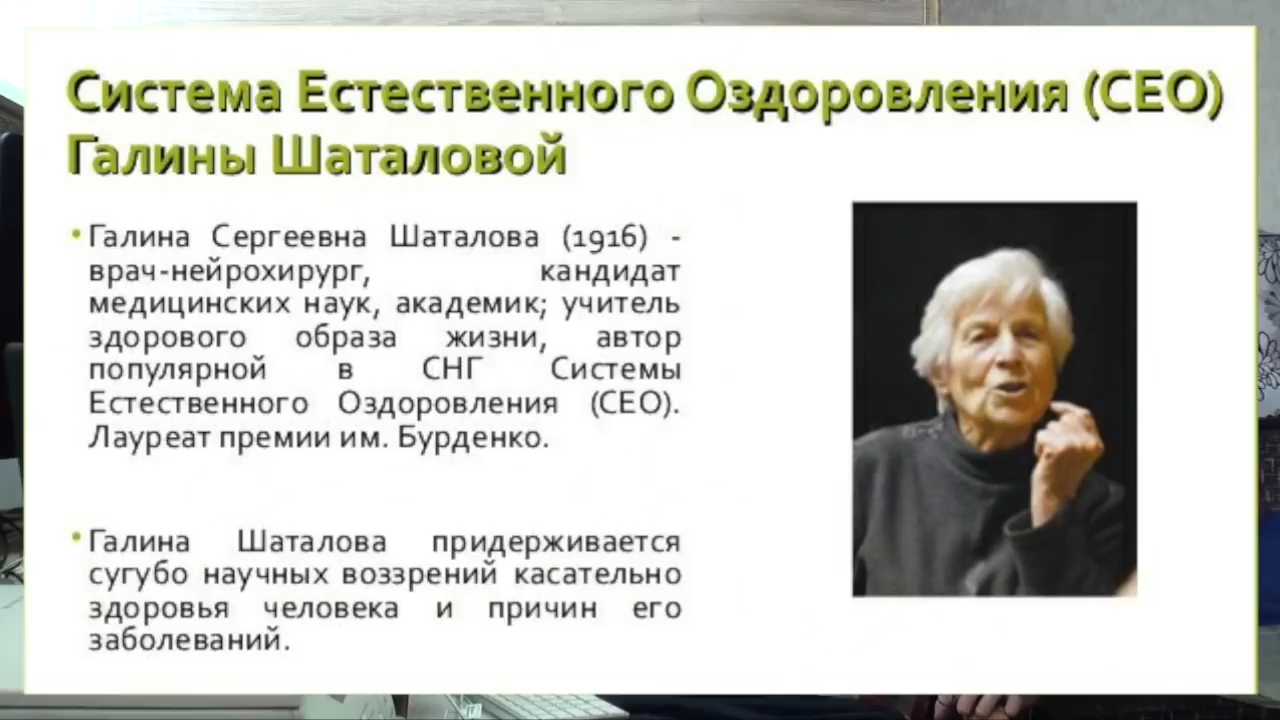 Система Естественного Оздоровления (СЕО)
Галины Шаталовой
• Галина Сергеевна Шаталова (1916) -
врач-нейрохирург, кандидат
медицинских наук, академик; учитель
здорового образа жизни, автор
популярной в СНГ Системы
Естественного Оздоровления (СЕО).
Лауреат премии им. Бурденко.
• Галина Шаталова придерживается
сугубо научных воззрений касательно
здоровья человека и причин его
заболеваний.